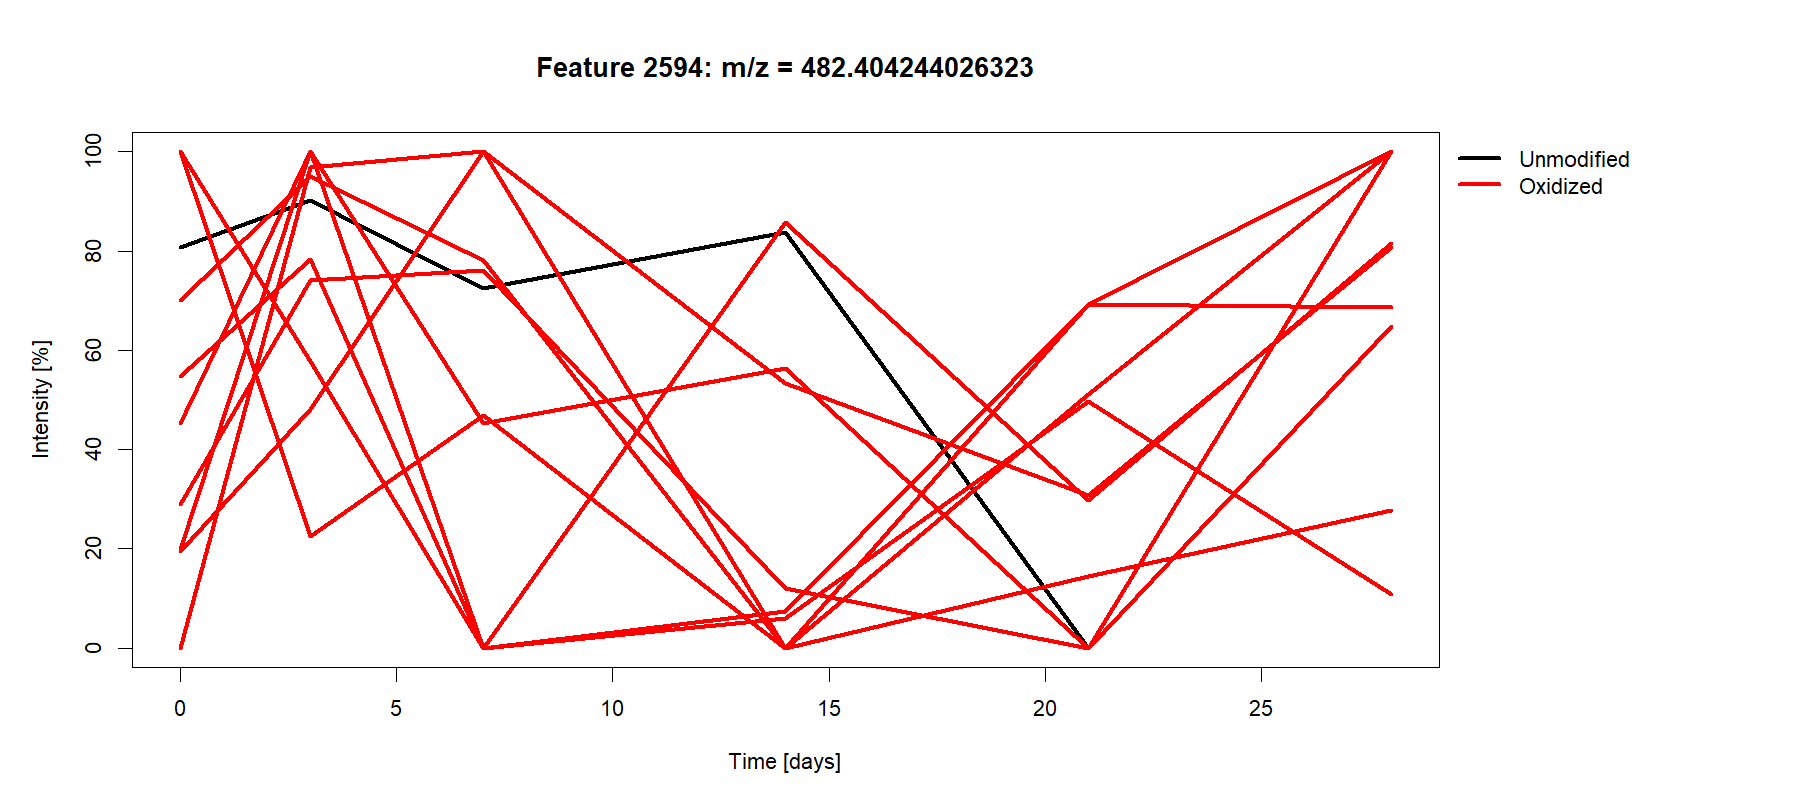 Feature 2594: m/z = 482.404244026323
Unmodified
Oxidized
Intensity [%]
100
80
60
40
20
0
0 5 10 15 20 25
Time [days]